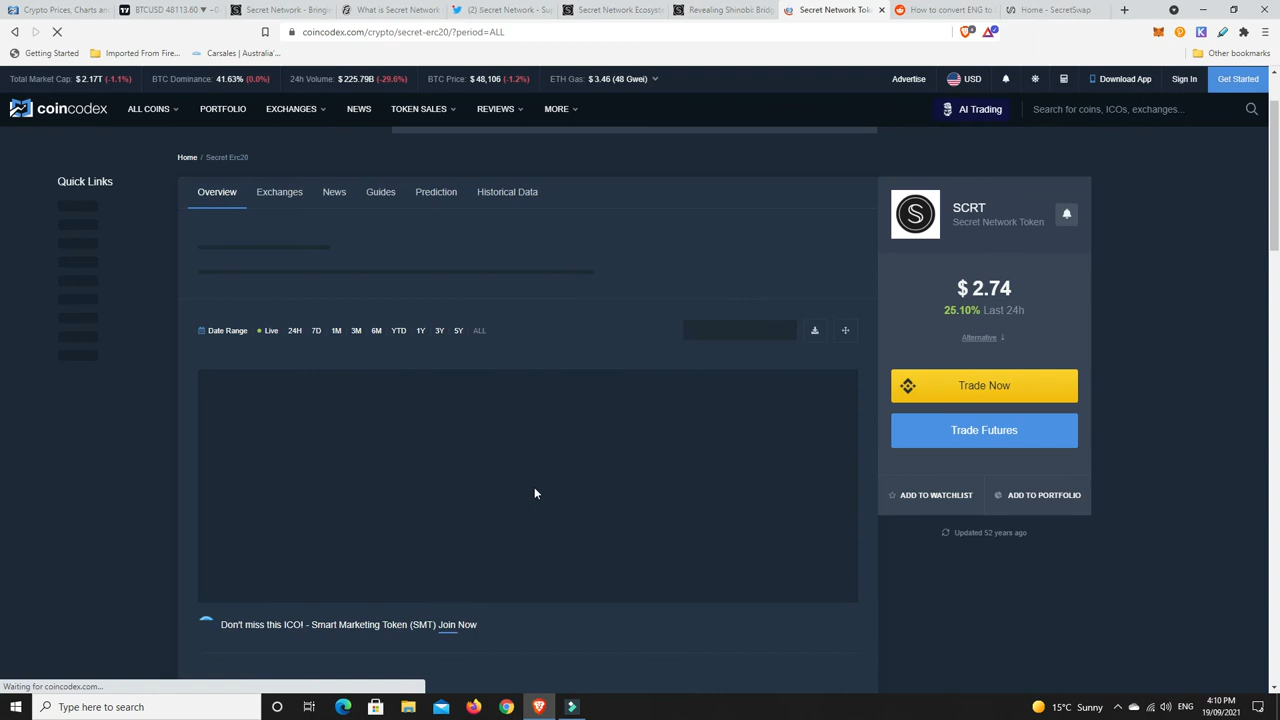 Crypto Prices, Charts and
BTCUSD 48113.60 ▼ −0
Secret Network - Bringin
What is Secret Network
(2) Secret Network - Sup
Secret Network Ecosyste
Revealing Shinobi Bridg
Secret Network Toke
How to convert ENG to
Home - SecretSwap
coincodex.com/crypto/secret-erc20/?period=ALL
Getting Started
Imported From Firef...
Carsales | Australia'...
Other bookmarks
Total Market Cap: $ 2.17T (-1.1%)
BTC Dominance: 41.63% (0.0%)
24h Volume: $ 225.79B (-29.6%)
BTC Price: $ 48,106 (-1.2%)
ETH Gas: $ 3.46 (48 Gwei)
Advertise
USD
Download App
Sign In
Get Started
coincodex
ALL COINS
PORTFOLIO
EXCHANGES
NEWS
TOKEN SALES
REVIEWS
MORE
AI Trading
Search for coins, ICOs, exchanges...
Home / Secret Erc20
Quick Links
Overview
Exchanges
News
Guides
Prediction
Historical Data
SCRT
Secret Network Token
$ 2.74
25.10% Last 24h
Alternative ↓
Date Range
Live
24H
7D
1M
3M
6M
YTD
1Y
3Y
5Y
ALL
Trade Now
Trade Futures
ADD TO WATCHLIST
ADD TO PORTFOLIO
Updated 52 years ago
Don't miss this ICO! - Smart Marketing Token (SMT) Join Now
Waiting for coincodex.com...
Type here to search
15°C Sunny
ENG
4:10 PM
19/09/2021